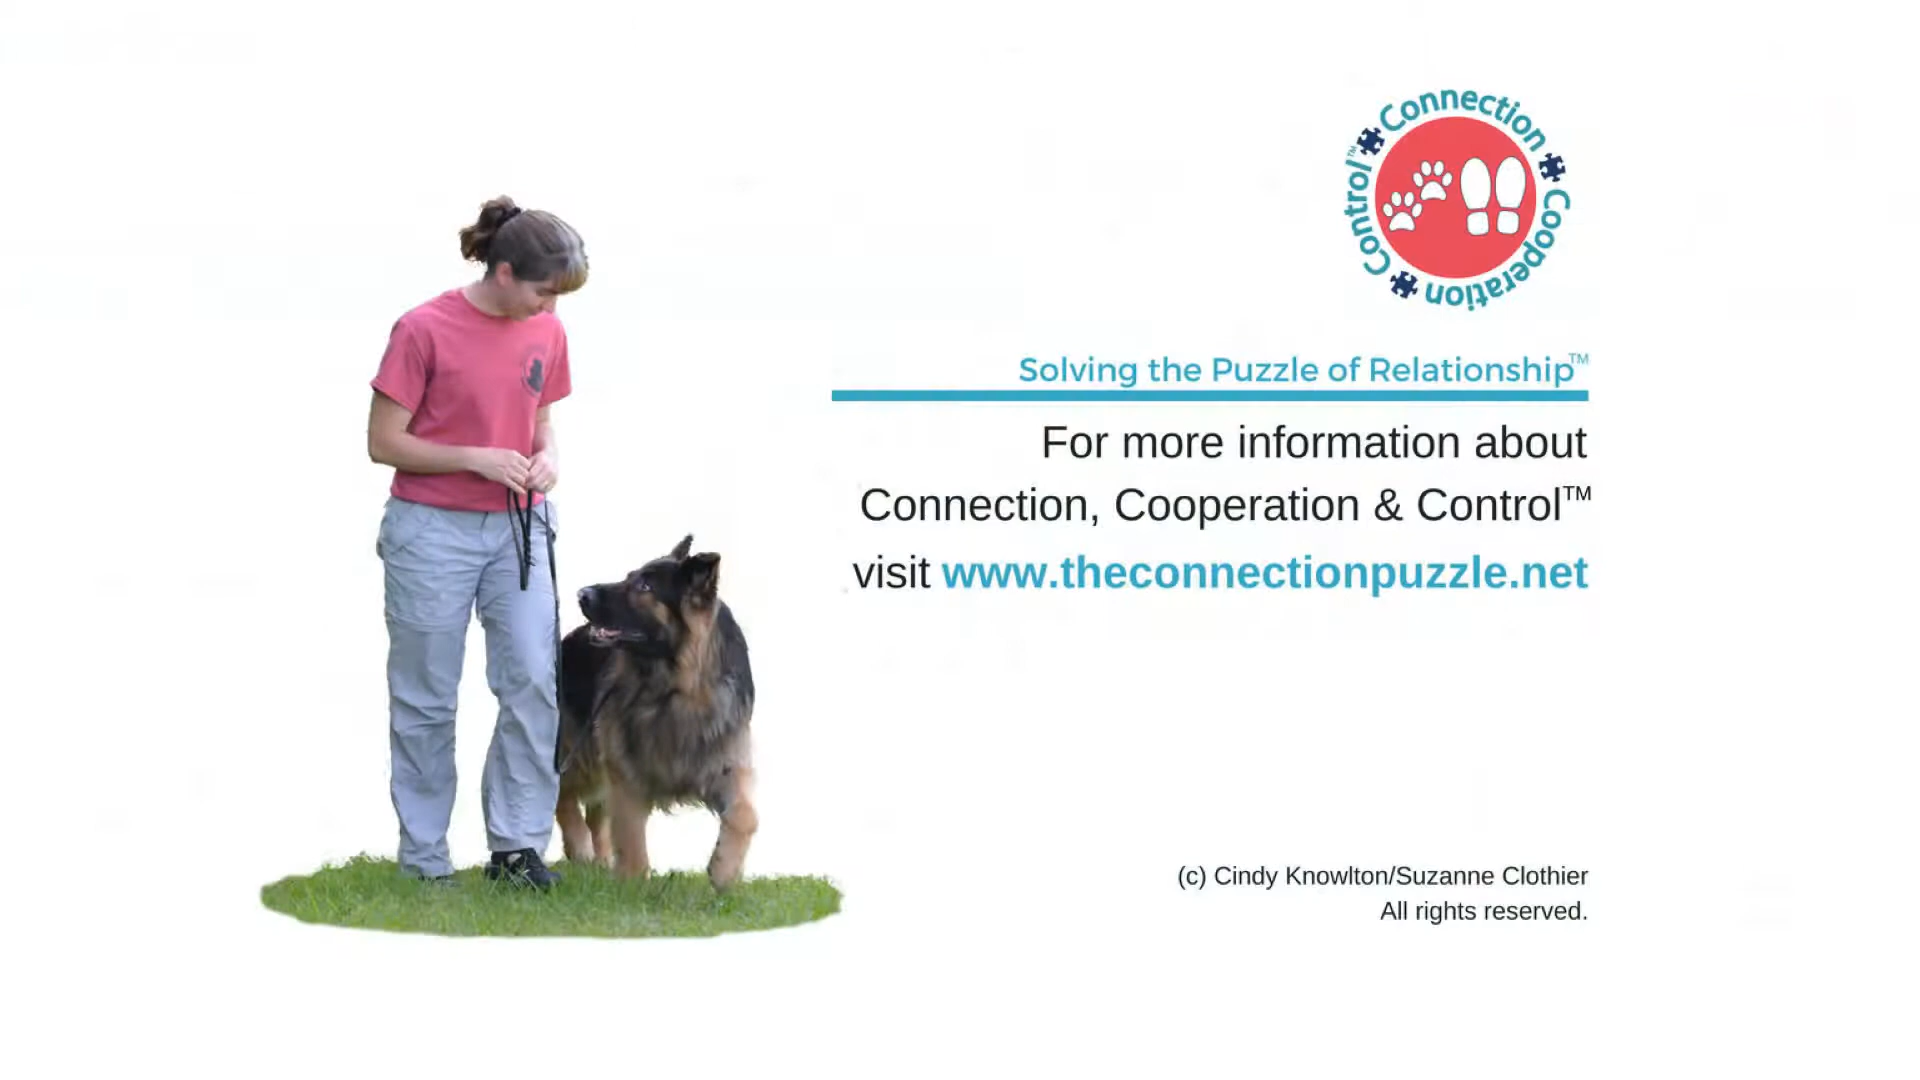 Connection
Cooperation
Control™
Solving the Puzzle of Relationship™
For more information about
Connection, Cooperation & Control™
visit www.theconnectionpuzzle.net
(c) Cindy Knowlton/Suzanne Clothier
All rights reserved.